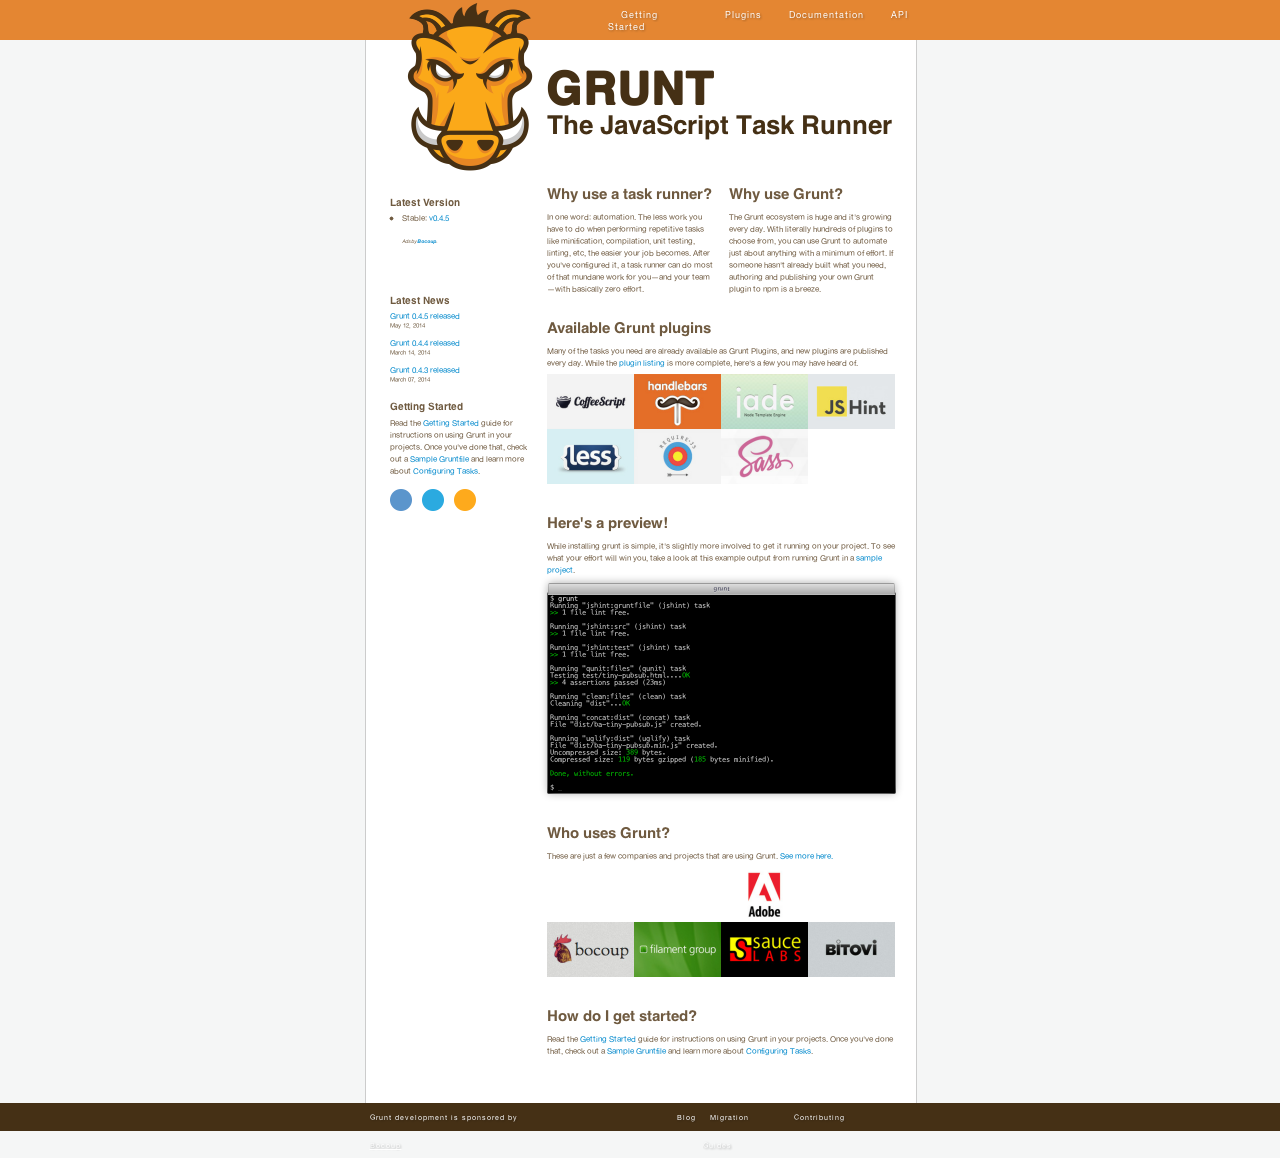 Getting Started
Plugins
Documentation
API
GRUNT
The JavaScript Task Runner
Latest Version
Stable: v0.4.5
Ads by Bocoup.
Latest News
Grunt 0.4.5 released
May 12, 2014
Grunt 0.4.4 released
March 14, 2014
Grunt 0.4.3 released
March 07, 2014
Getting Started
Read the Getting Started guide for
instructions on using Grunt in your
projects. Once you've done that, check
out a Sample Gruntfile and learn more
about Configuring Tasks.
Why use a task runner?
In one word: automation. The less work you
have to do when performing repetitive tasks
like minification, compilation, unit testing,
linting, etc, the easier your job becomes. After
you've configured it, a task runner can do most
of that mundane work for you—and your team
—with basically zero effort.
Why use Grunt?
The Grunt ecosystem is huge and it's growing
every day. With literally hundreds of plugins to
choose from, you can use Grunt to automate
just about anything with a minimum of effort. If
someone hasn't already built what you need,
authoring and publishing your own Grunt
plugin to npm is a breeze.
Available Grunt plugins
Many of the tasks you need are already available as Grunt Plugins, and new plugins are published
every day. While the plugin listing is more complete, here's a few you may have heard of.
CoffeeScript
handlebars
jade
Node Template Engine
JS Hint
{less}
REQUIRE-JS
Sass
Here's a preview!
While installing grunt is simple, it's slightly more involved to get it running on your project. To see
what your effort will win you, take a look at this example output from running Grunt in a sample
project.
grunt
$ grunt
Running "jshint:gruntfile" (jshint) task
>> 1 file lint free.
Running "jshint:src" (jshint) task
>> 1 file lint free.
Running "jshint:test" (jshint) task
>> 1 file lint free.
Running "qunit:files" (qunit) task
Testing test/tiny-pubsub.html....OK
>> 4 assertions passed (23ms)
Running "clean:files" (clean) task
Cleaning "dist"...OK
Running "concat:dist" (concat) task
File "dist/ba-tiny-pubsub.js" created.
Running "uglify:dist" (uglify) task
File "dist/ba-tiny-pubsub.min.js" created.
Uncompressed size: 389 bytes.
Compressed size: 119 bytes gzipped (185 bytes minified).
Done, without errors.
$ _
Who uses Grunt?
These are just a few companies and projects that are using Grunt. See more here.
Adobe
bocoup
filament group
sauce LABS
BiTOVi
How do I get started?
Read the Getting Started guide for instructions on using Grunt in your projects. Once you've done
that, check out a Sample Gruntfile and learn more about Configuring Tasks.
Grunt development is sponsored by
Blog
Migration
Contributing
Bocoup
Guides